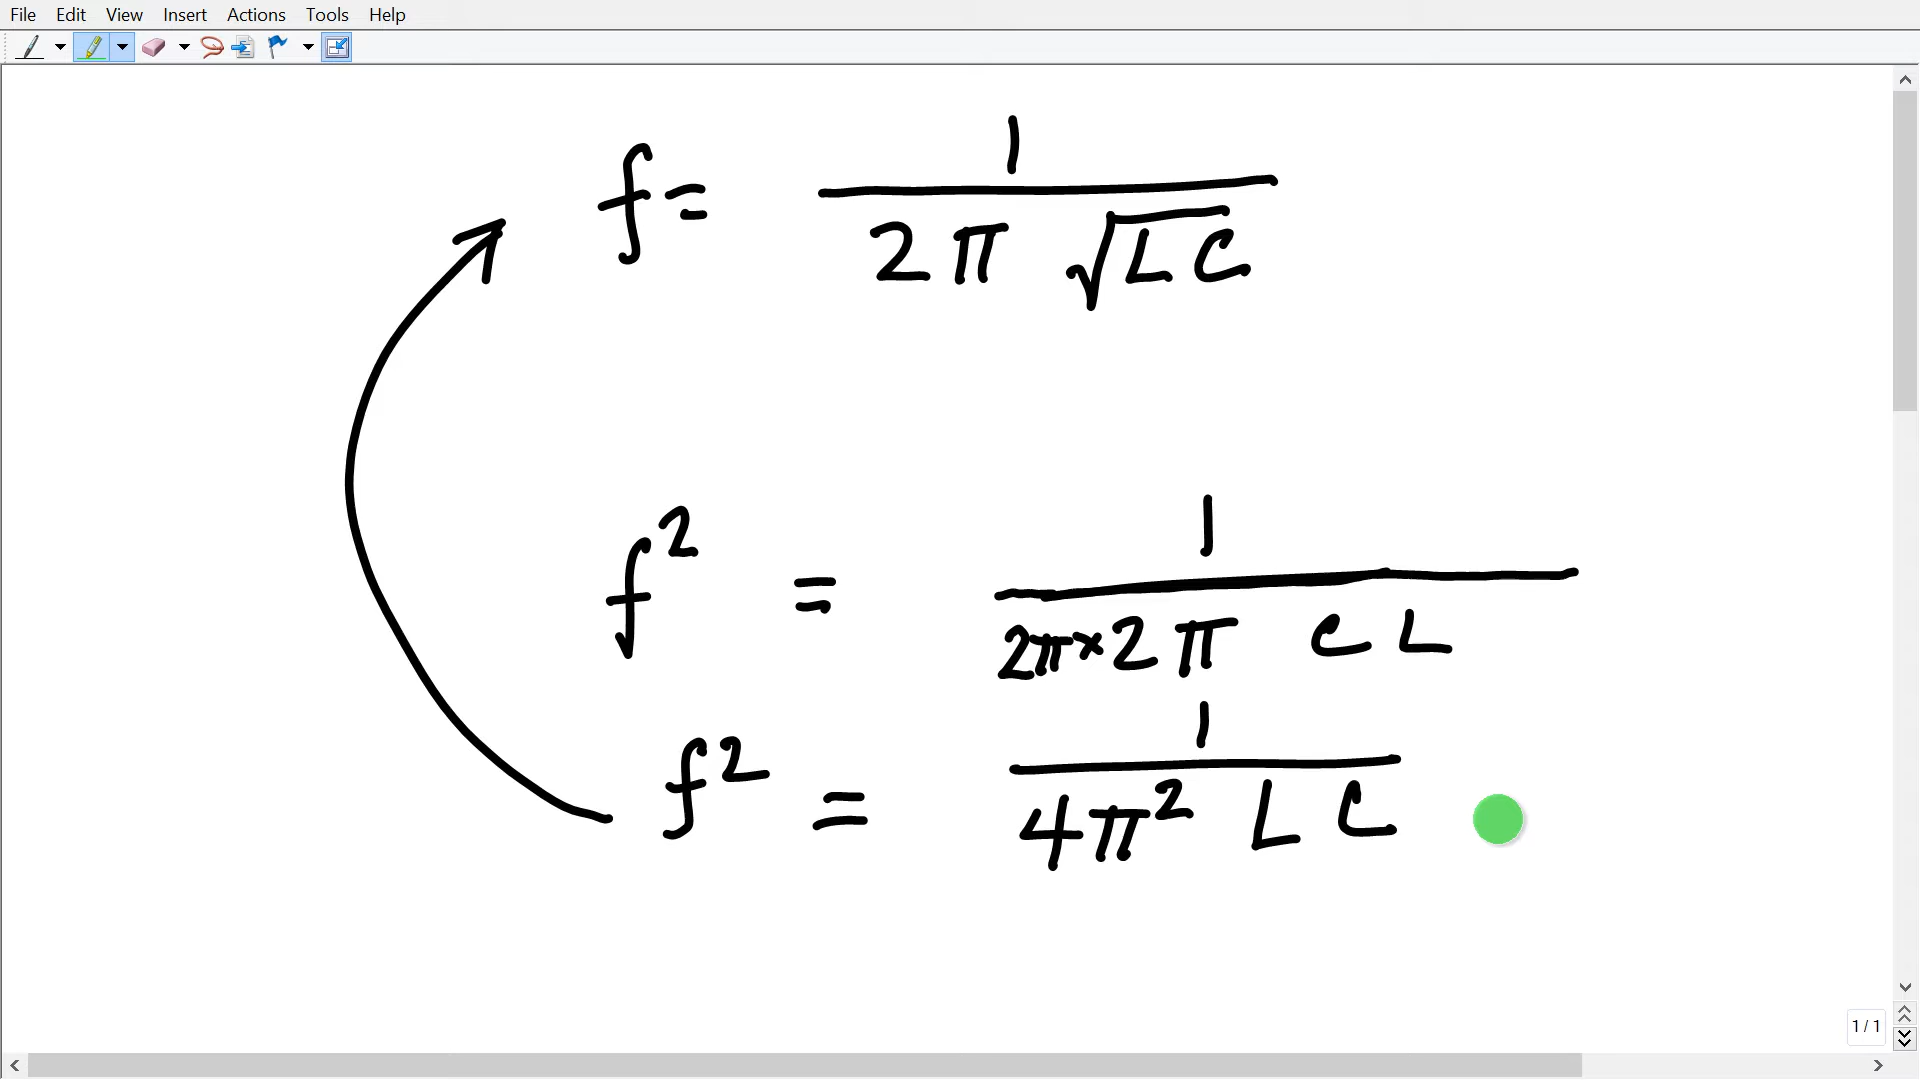 File Edit View Insert Actions Tools Help
f = 1 / 2π √LC
f² = 1 / 2π×2π CL
f² = 1 / 4π² LC
1 / 1